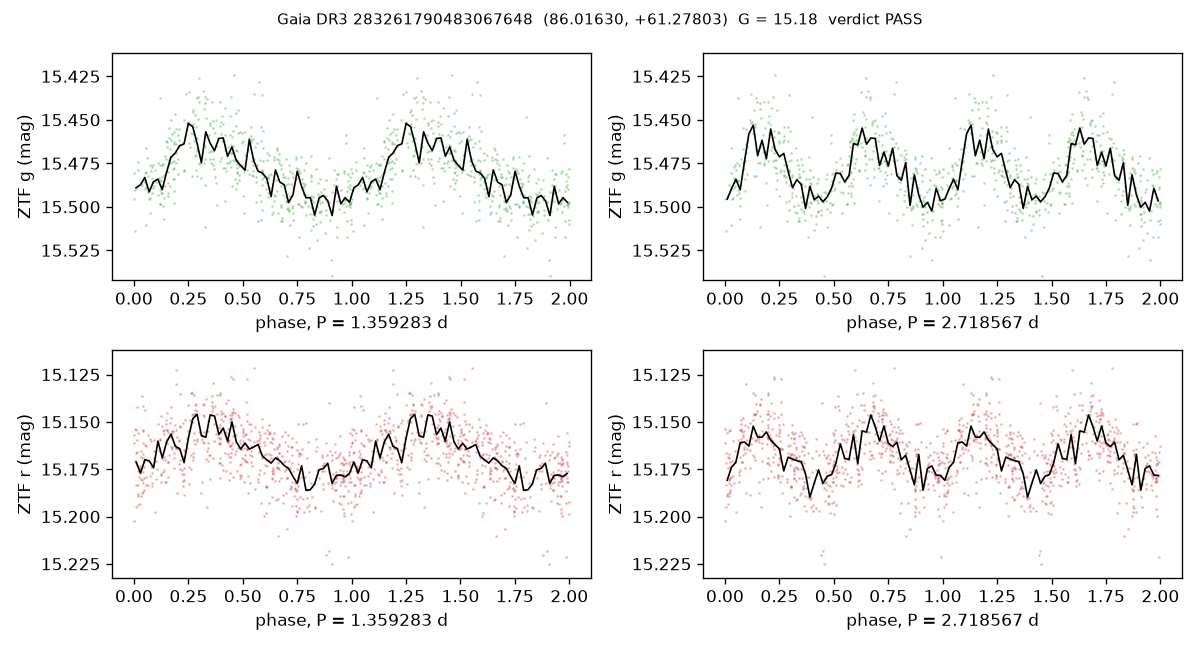 Gaia DR3 283261790483067648  (86.01630, +61.27803)  G = 15.18  verdict PASS
ZTF g (mag)
15.425
15.450
15.475
15.500
15.525
0.00 0.25 0.50 0.75 1.00 1.25 1.50 1.75 2.00
phase, P = 1.359283 d
ZTF g (mag)
15.425
15.450
15.475
15.500
15.525
0.00 0.25 0.50 0.75 1.00 1.25 1.50 1.75 2.00
phase, P = 2.718567 d
ZTF r (mag)
15.125
15.150
15.175
15.200
15.225
0.00 0.25 0.50 0.75 1.00 1.25 1.50 1.75 2.00
phase, P = 1.359283 d
ZTF r (mag)
15.125
15.150
15.175
15.200
15.225
0.00 0.25 0.50 0.75 1.00 1.25 1.50 1.75 2.00
phase, P = 2.718567 d